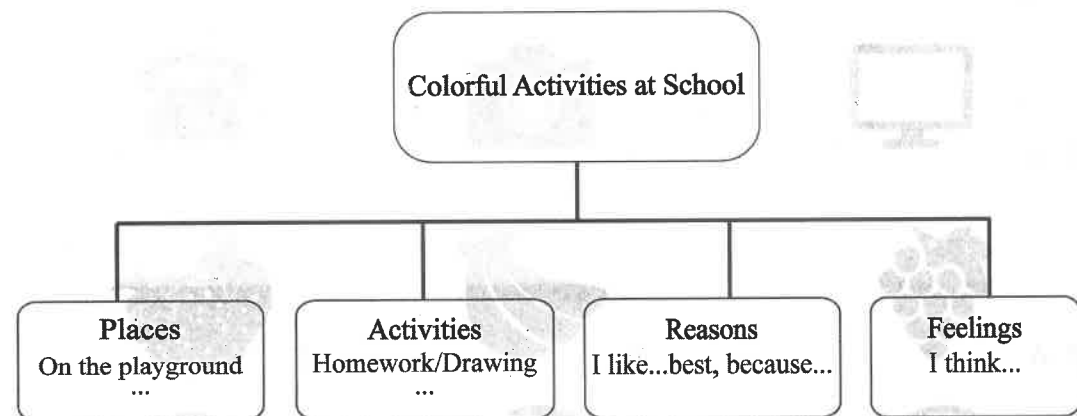 Colorful Activities at School
Places
On the playground
...
Activities
Homework/Drawing
...
Reasons
I like...best, because...
Feelings
I think...